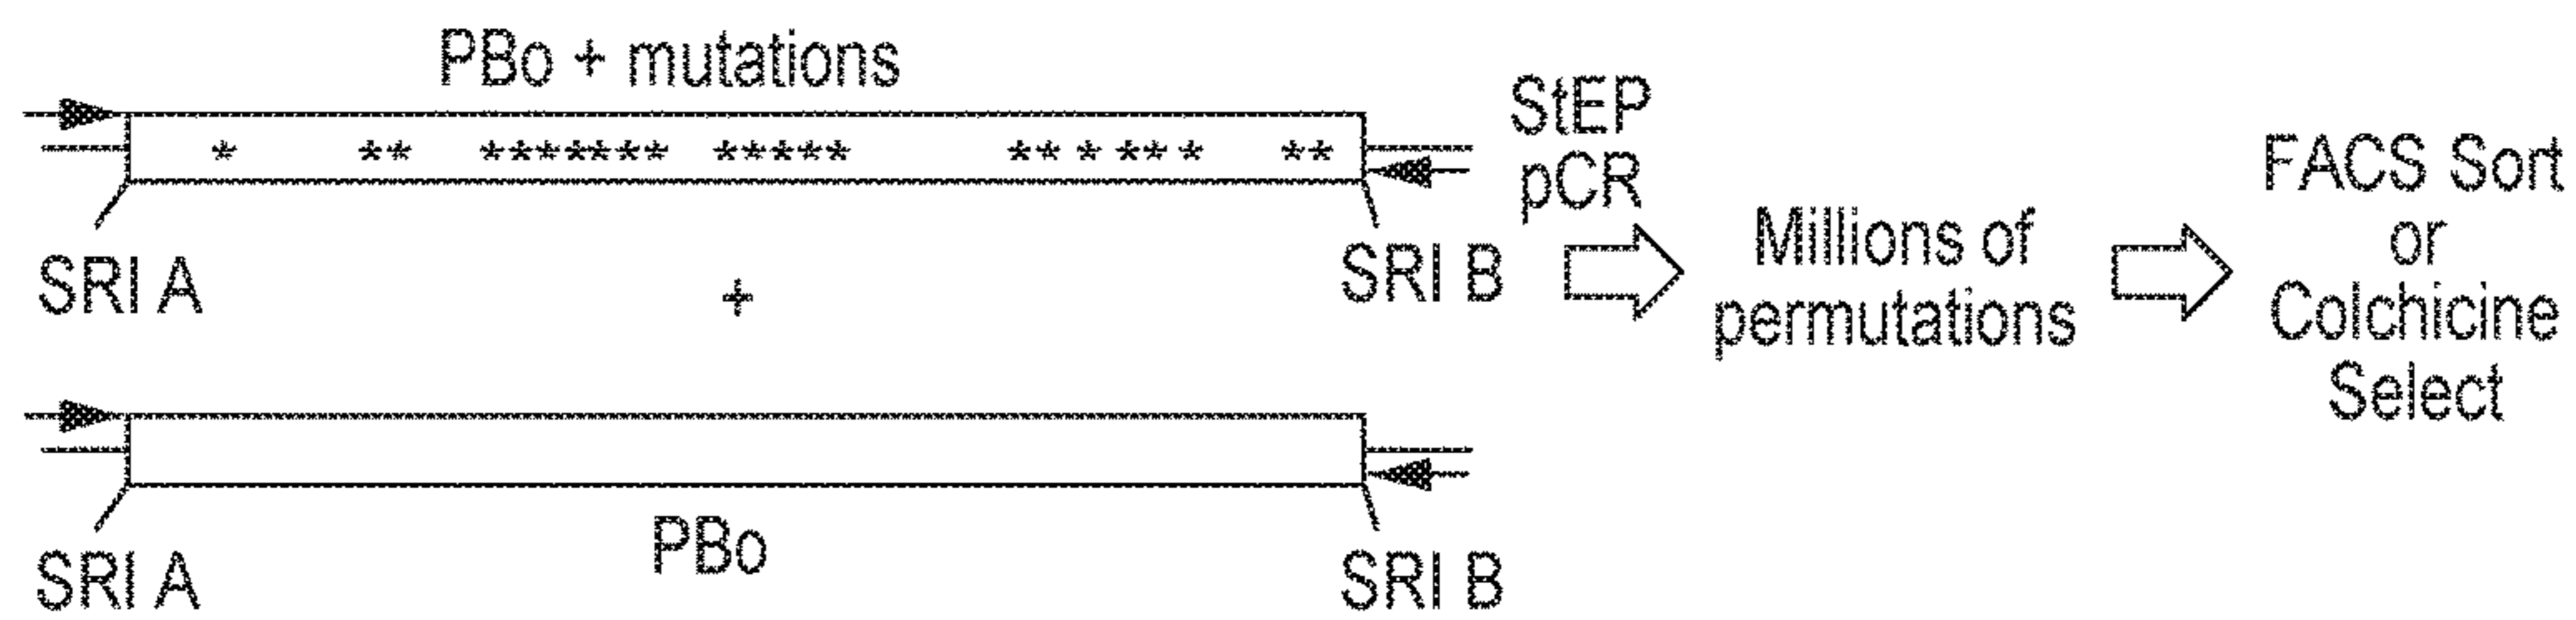 PBo + mutations
* ** ******* ***** ** * ** * **
SRI A
SRI B
+
PBo
SRI A
SRI B
StEP
pCR
Millions of
permutations
FACS Sort
or
Colchicine
Select